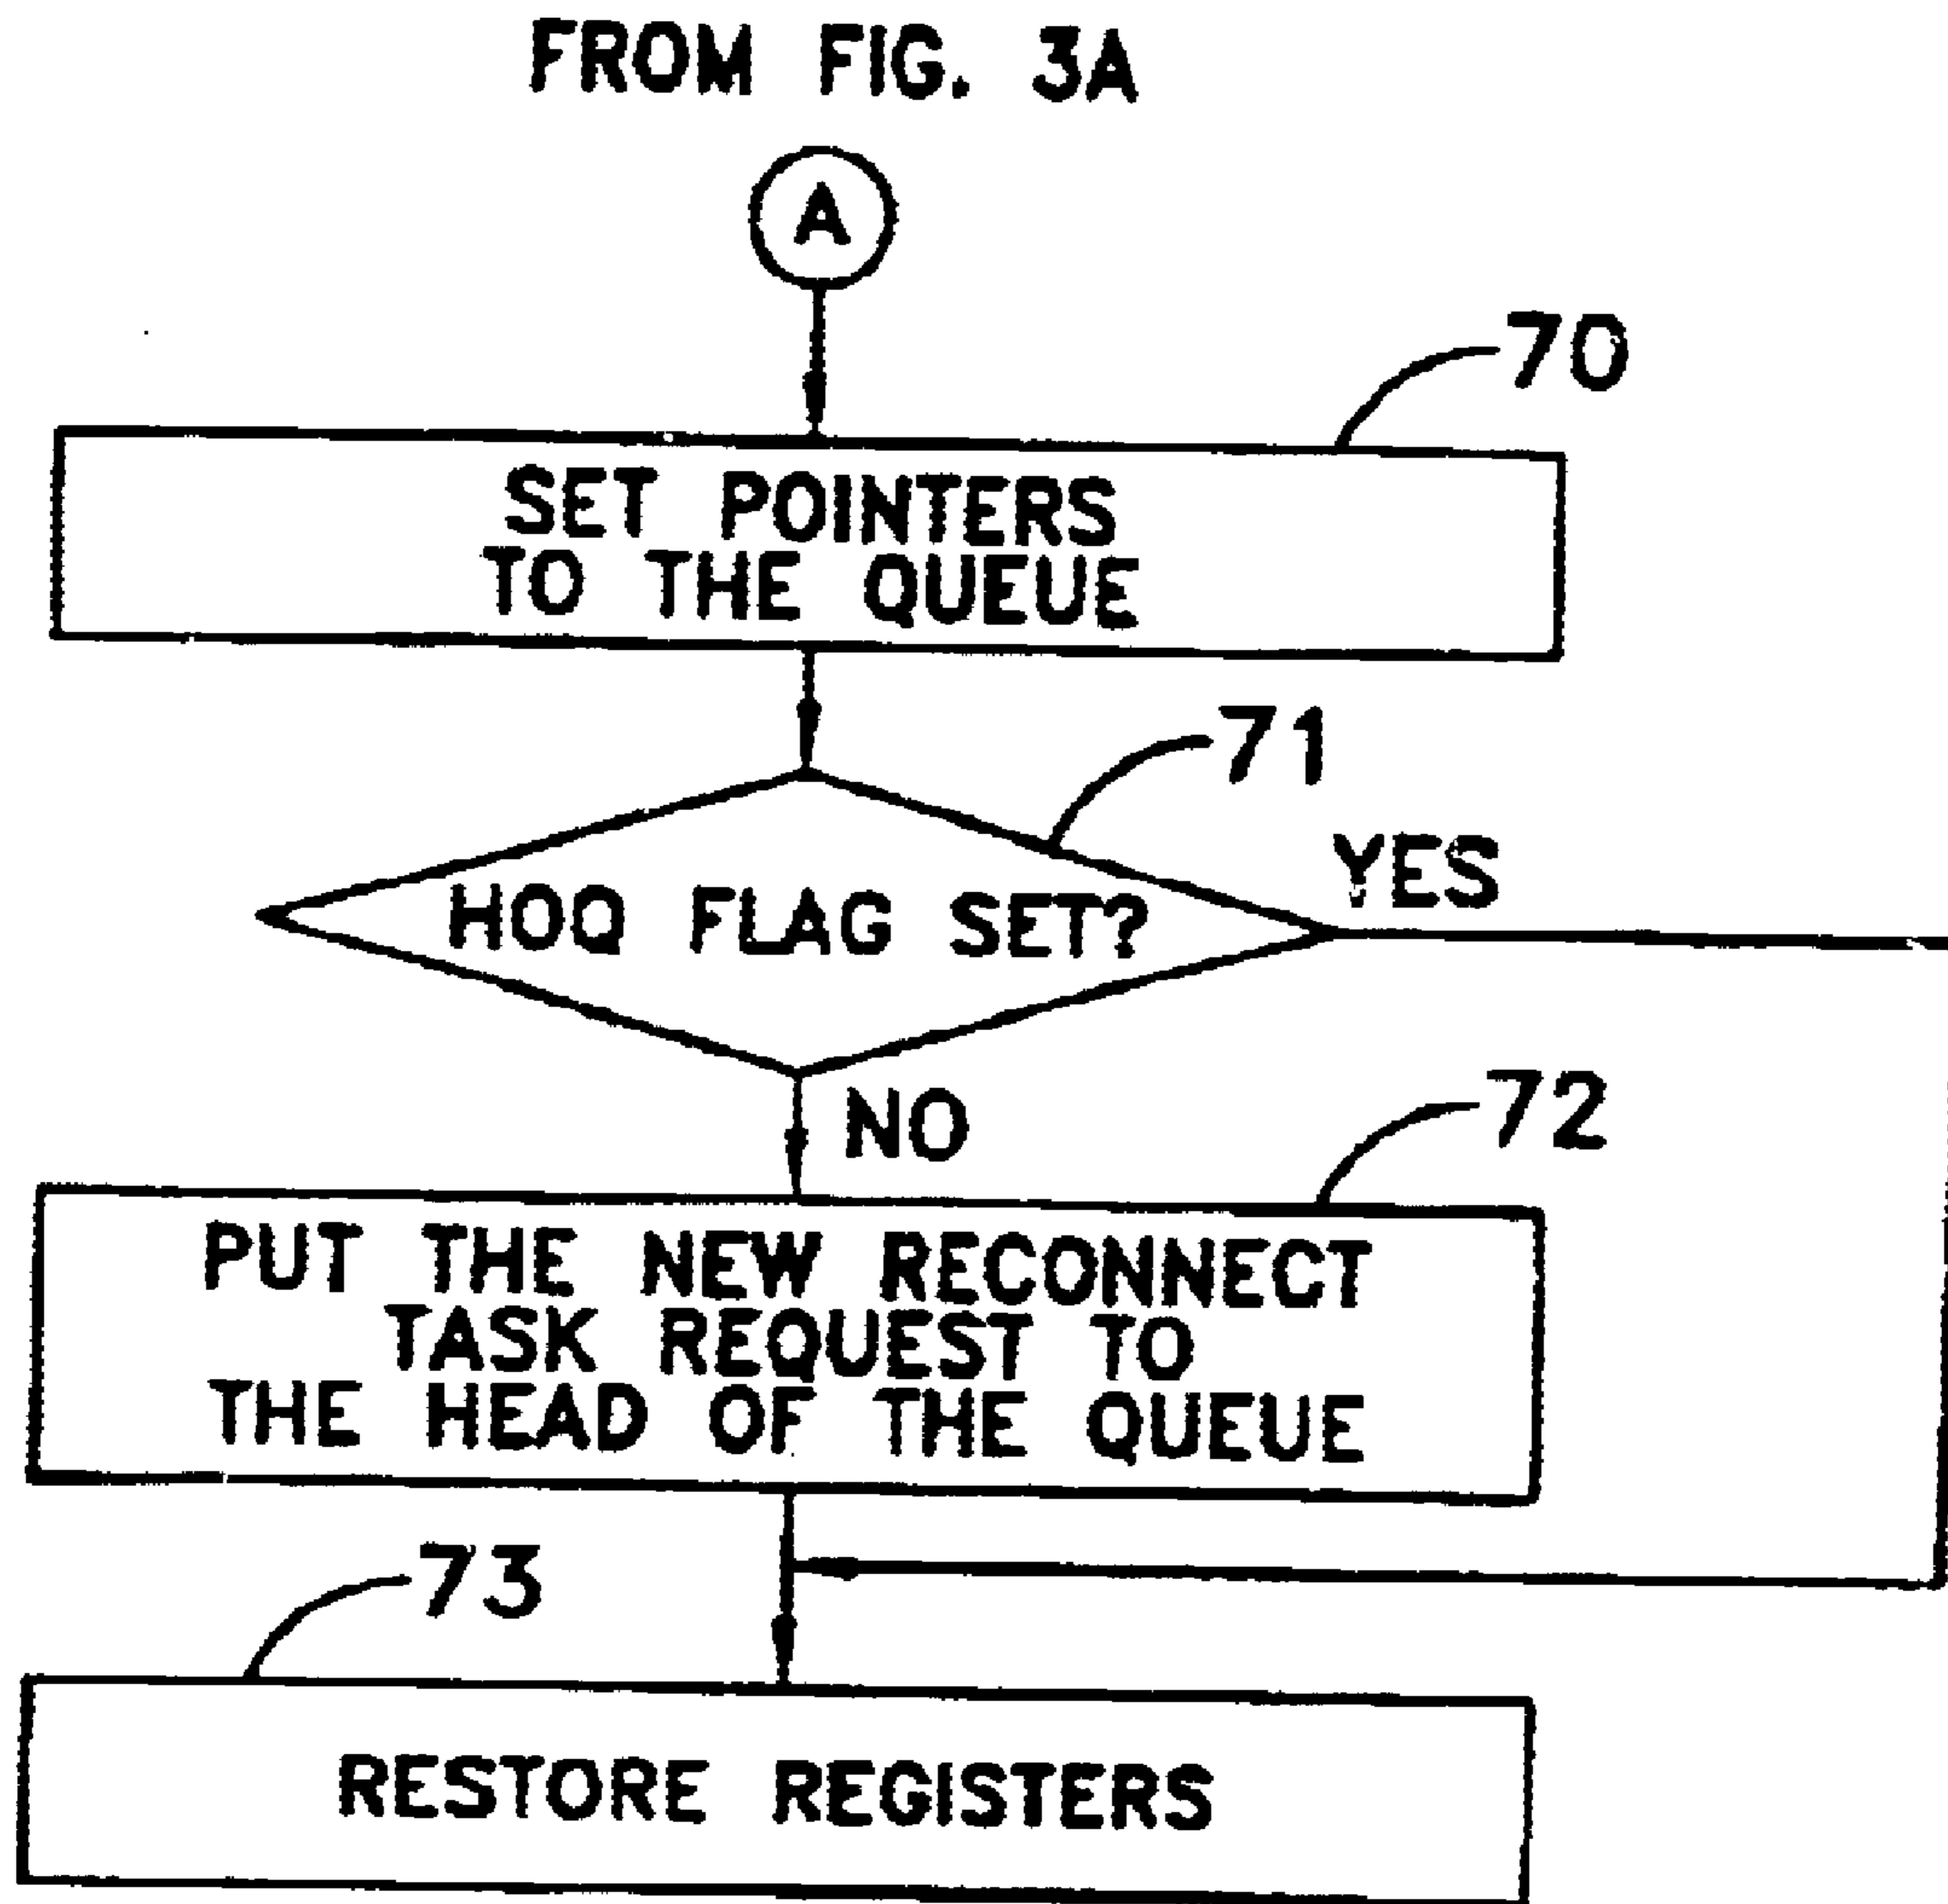 FROM FIG. 3A
A
70
SET POINTERS
TO THE QUEUE
71
YES
HOQ FLAG SET?
NO
72
PUT THE NEW RECONNECT
TASK REQUEST TO
THE HEAD OF THE QUEUE
73
RESTORE REGISTERS